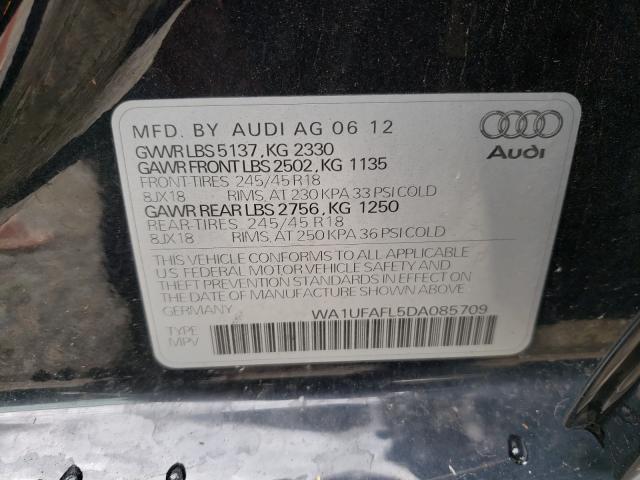 MFD. BY AUDI AG 06 12
GVWR LBS 5137, KG 2330
GAWR FRONT LBS 2502, KG 1135
FRONT-TIRES 245/45 R18
8JX18 RIMS, AT 230 KPA 33 PSI COLD
GAWR REAR LBS 2756, KG 1250
REAR-TIRES 245/45 R18
8JX18 RIMS, AT 250 KPA 36 PSI COLD
Audi
THIS VEHICLE CONFORMS TO ALL APPLICABLE
U.S FEDERAL MOTOR VEHICLE SAFETY AND
THEFT PREVENTION STANDARDS IN EFFECT ON
THE DATE OF MANUFACTURE SHOWN ABOVE.
GERMANY
WA1UFAFL5DA085709
TYPE
MPV